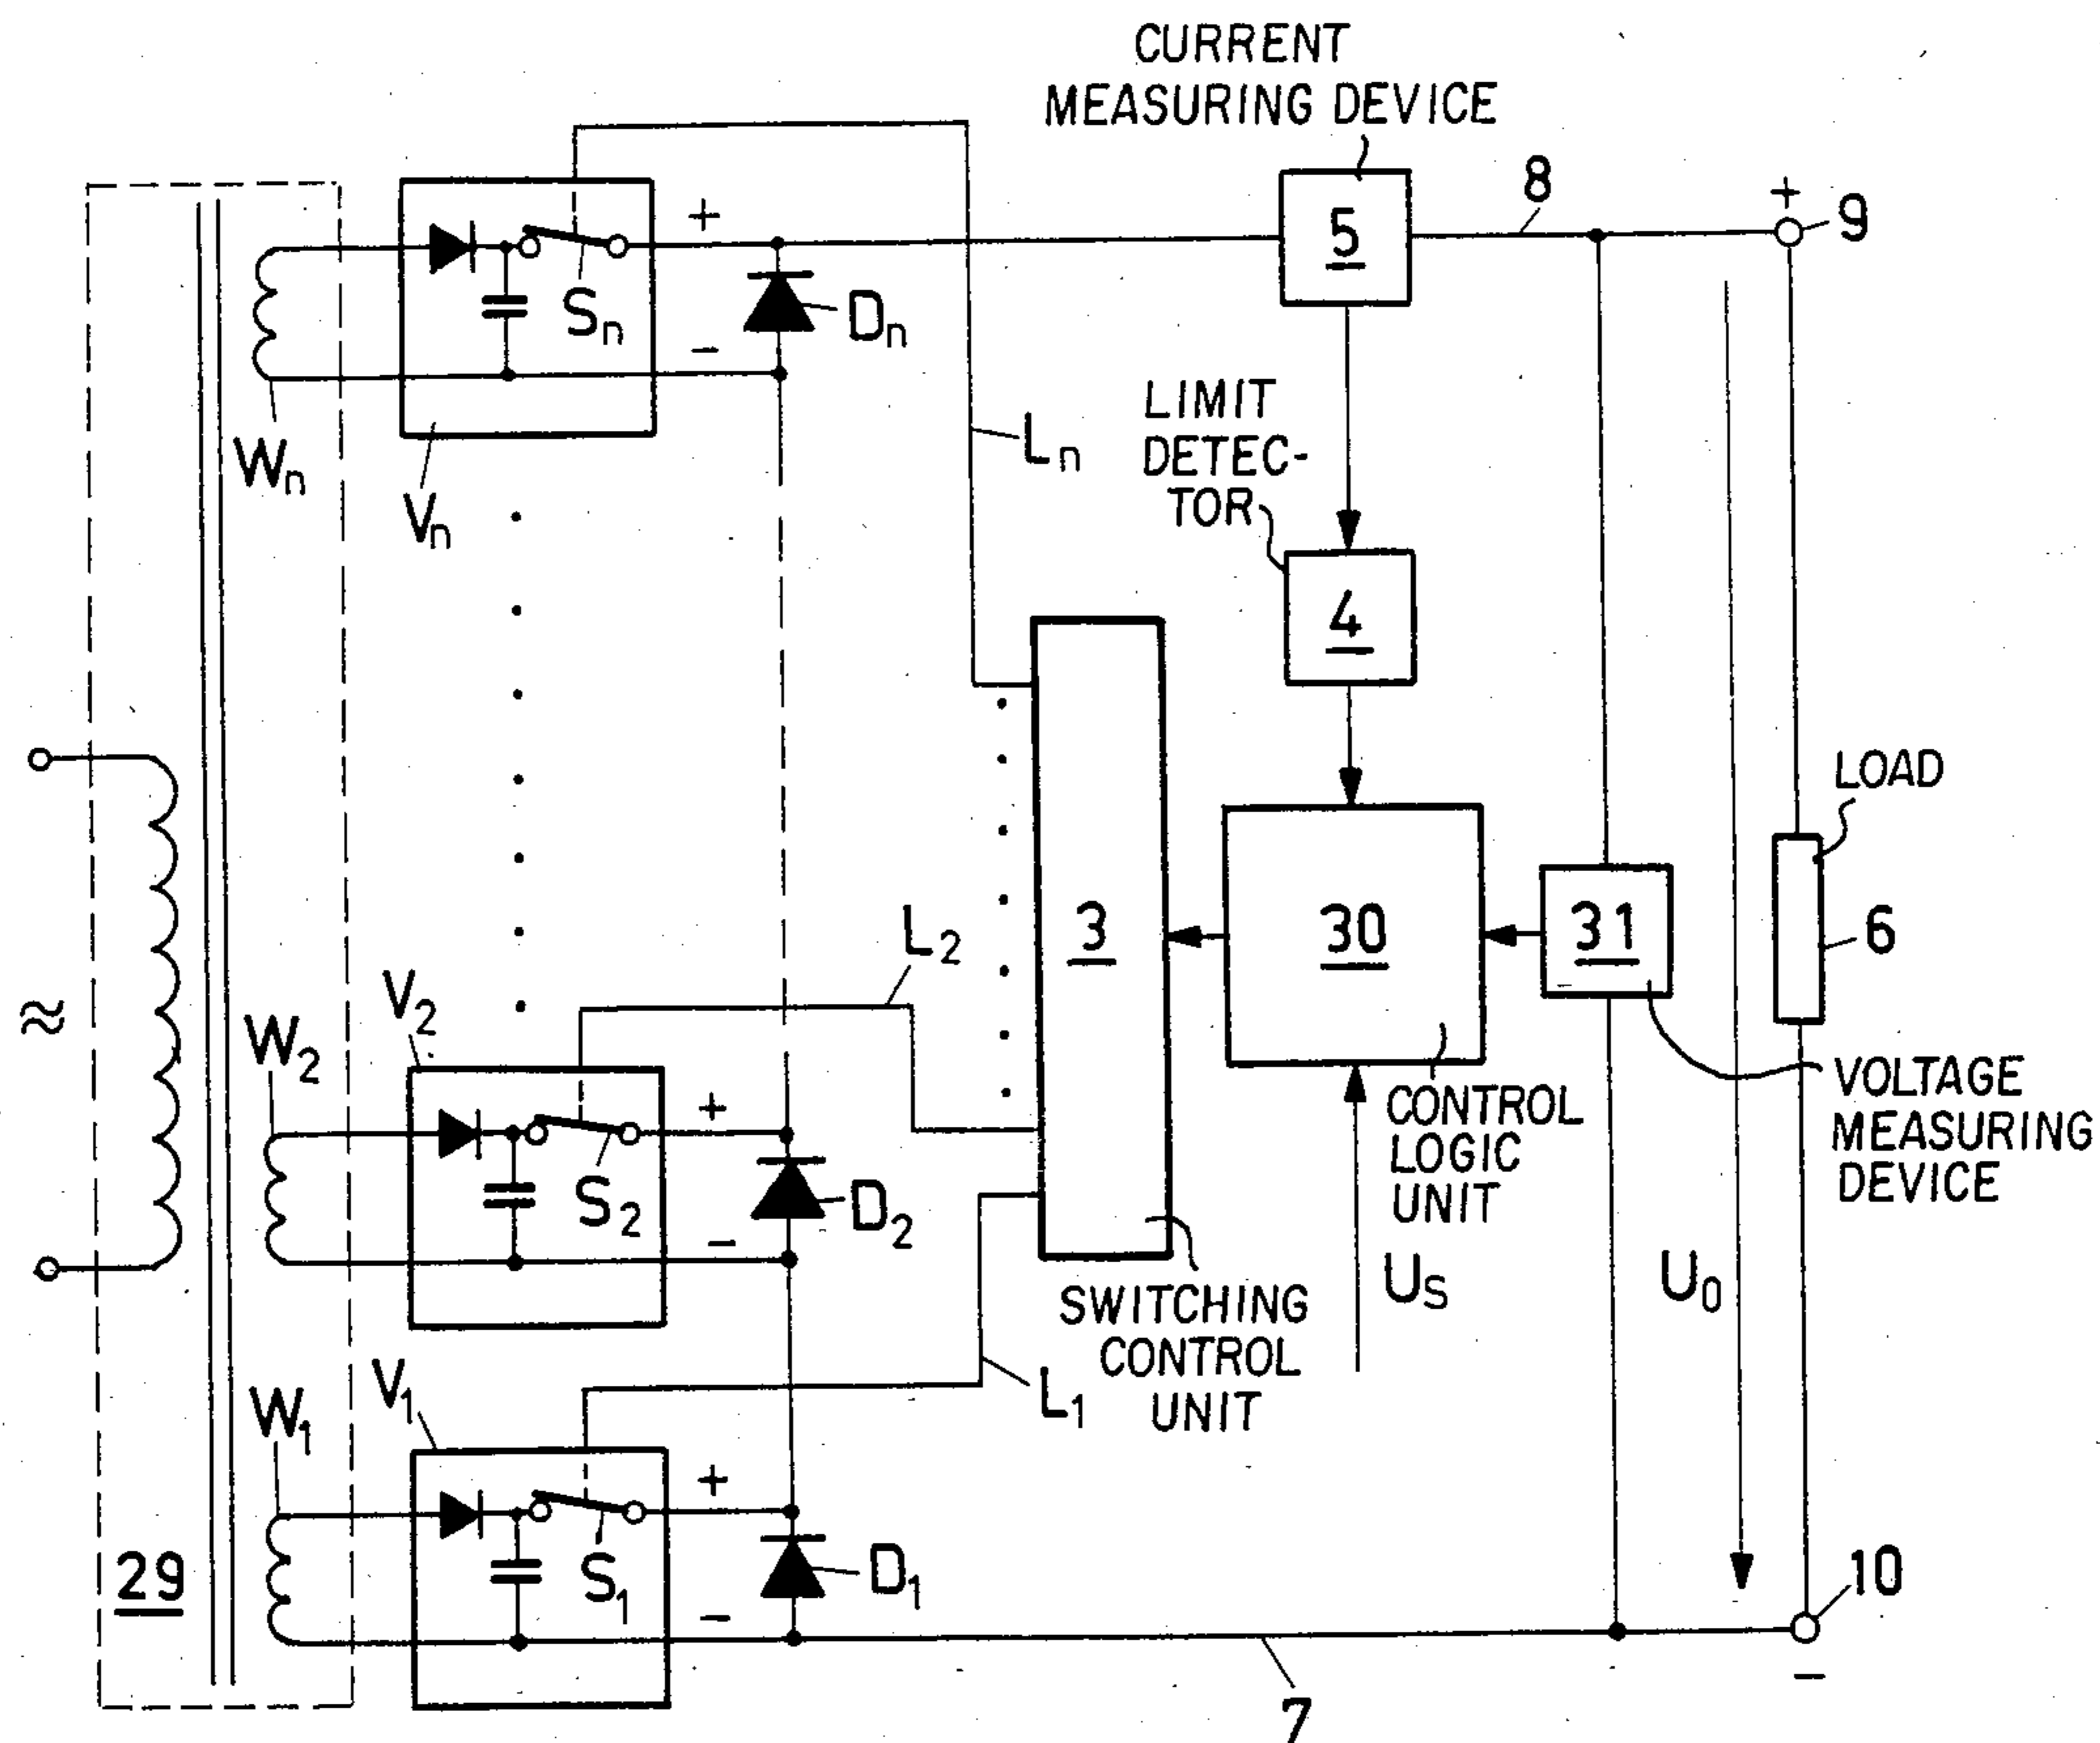 CURRENT
MEASURING DEVICE
5
8
+
9
+
Sn
Dn
-
Wn
Vn
Ln
LIMIT
DETEC-
TOR
4
LOAD
6
3
30
31
≈
L2
V2
W2
+
S2
D2
-
CONTROL
LOGIC
UNIT
VOLTAGE
MEASURING
DEVICE
US
U0
SWITCHING
CONTROL
UNIT
L1
V1
W1
+
S1
D1
-
29
10
-
7